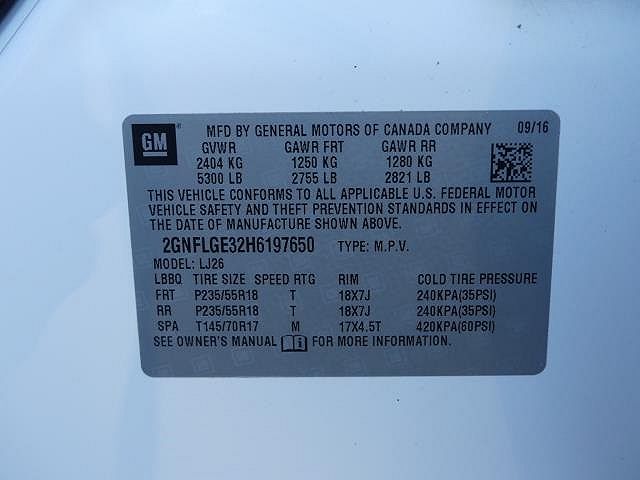 GM MFD BY GENERAL MOTORS OF CANADA COMPANY 09/16
GVWR GAWR FRT GAWR RR
2404 KG 1250 KG 1280 KG
5300 LB 2755 LB 2821 LB
THIS VEHICLE CONFORMS TO ALL APPLICABLE U.S. FEDERAL MOTOR
VEHICLE SAFETY AND THEFT PREVENTION STANDARDS IN EFFECT ON
THE DATE OF MANUFACTURE SHOWN ABOVE.
2GNFLGE32H6197650 TYPE: M.P.V.
MODEL: LJ26
LBBQ TIRE SIZE SPEED RTG RIM COLD TIRE PRESSURE
FRT P235/55R18 T 18X7J 240KPA(35PSI)
RR P235/55R18 T 18X7J 240KPA(35PSI)
SPA T145/70R17 M 17X4.5T 420KPA(60PSI)
SEE OWNER'S MANUAL FOR MORE INFORMATION.